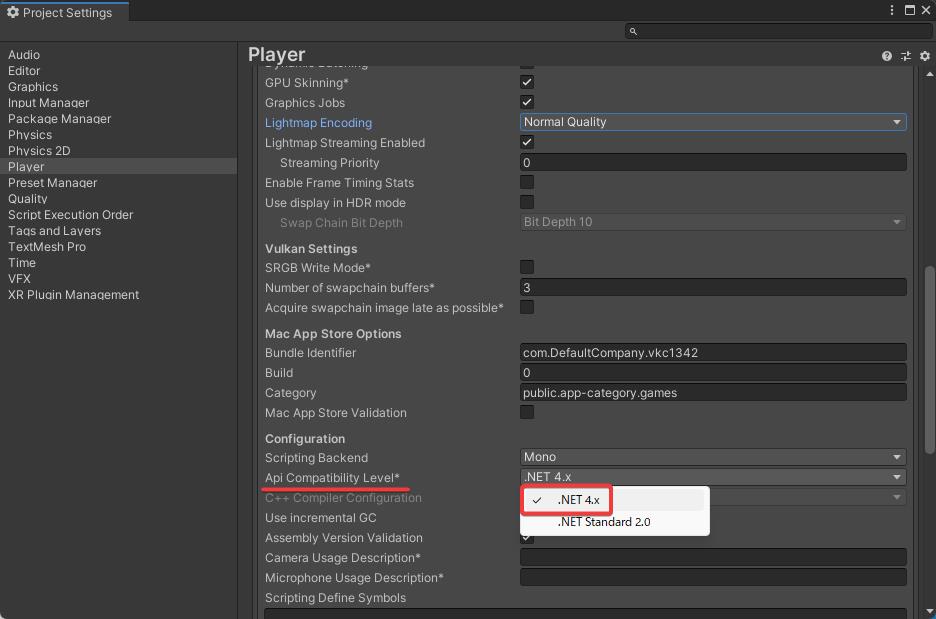 Project Settings
Audio
Editor
Graphics
Input Manager
Package Manager
Physics
Physics 2D
Player
Preset Manager
Quality
Script Execution Order
Tags and Layers
TextMesh Pro
Time
VFX
XR Plugin Management
Player
GPU Skinning*
Graphics Jobs
Lightmap Encoding Normal Quality
Lightmap Streaming Enabled
Streaming Priority 0
Enable Frame Timing Stats
Use display in HDR mode
Swap Chain Bit Depth Bit Depth 10
Vulkan Settings
SRGB Write Mode*
Number of swapchain buffers* 3
Acquire swapchain image late as possible*
Mac App Store Options
Bundle Identifier com.DefaultCompany.vkc1342
Build 0
Category public.app-category.games
Mac App Store Validation
Configuration
Scripting Backend Mono
Api Compatibility Level* .NET 4.x
C++ Compiler Configuration
✓ .NET 4.x
Use incremental GC
.NET Standard 2.0
Assembly Version Validation
Camera Usage Description*
Microphone Usage Description*
Scripting Define Symbols